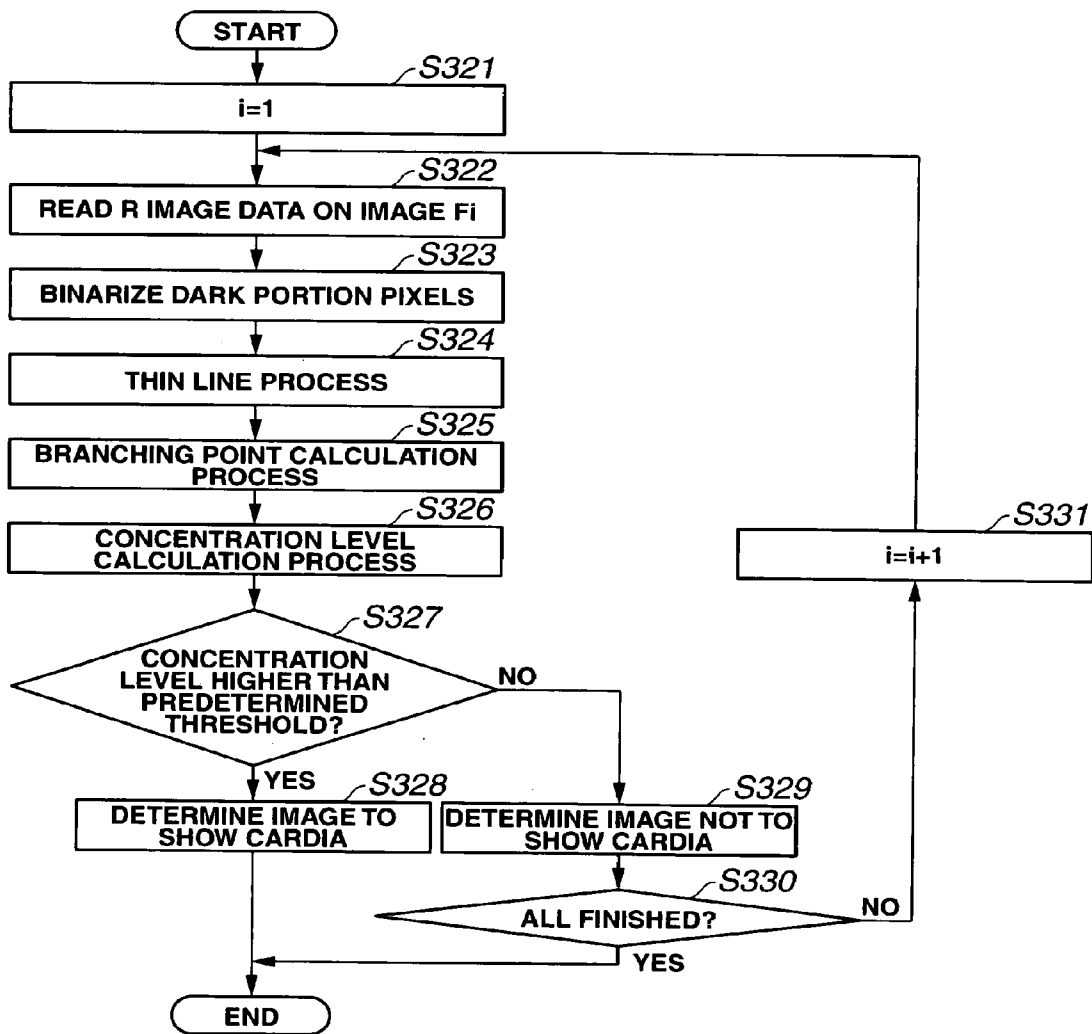 START
S321
i=1
S322
READ R IMAGE DATA ON IMAGE Fi
S323
BINARIZE DARK PORTION PIXELS
S324
THIN LINE PROCESS
S325
BRANCHING POINT CALCULATION
PROCESS
S326
CONCENTRATION LEVEL
CALCULATION PROCESS
S331
i=i+1
S327
CONCENTRATION
LEVEL HIGHER THAN
PREDETERMINED
THRESHOLD?
NO
YES
S328
DETERMINE IMAGE TO
SHOW CARDIA
S329
DETERMINE IMAGE NOT TO
SHOW CARDIA
S330
ALL FINISHED?
NO
YES
END